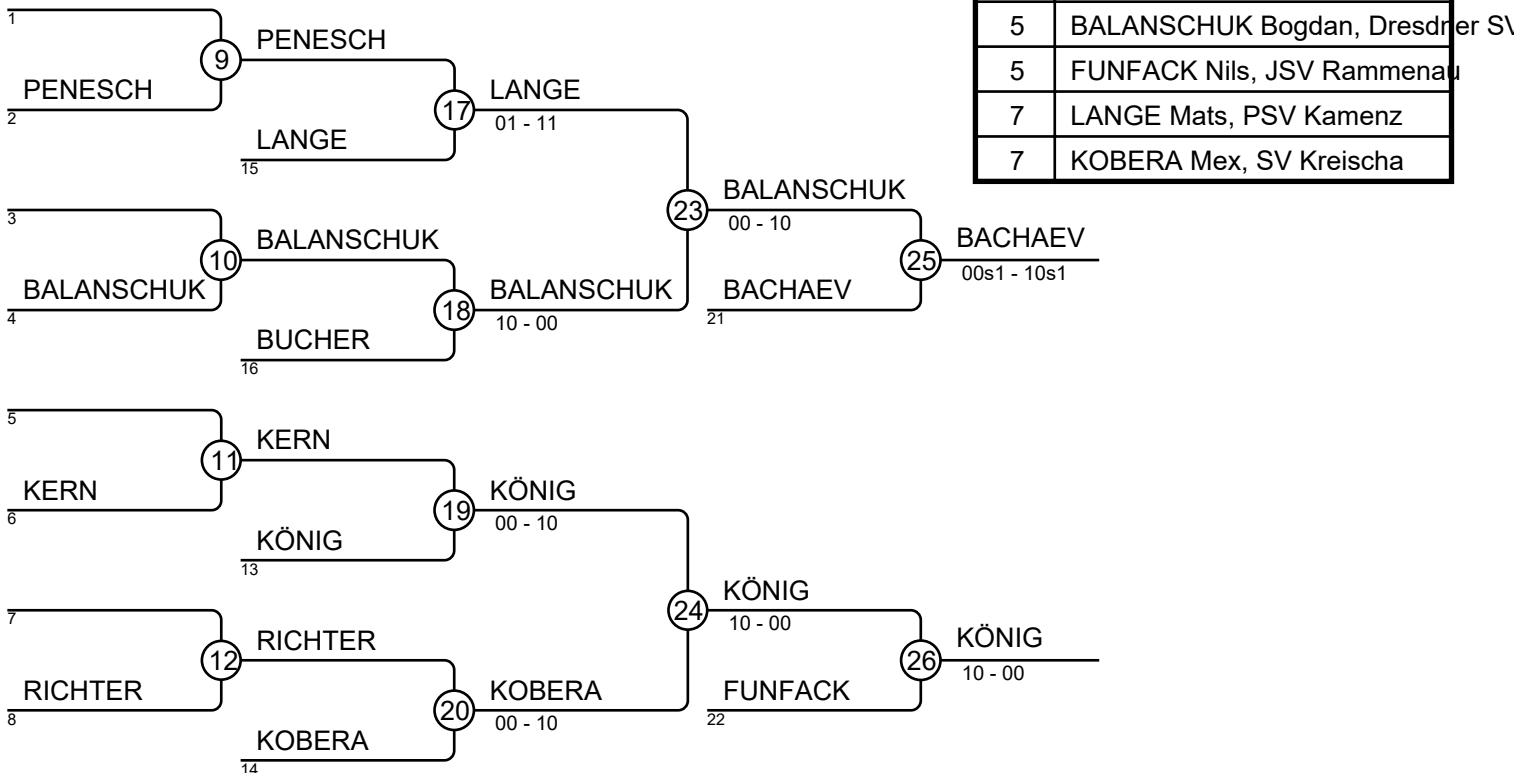 1
9
PENESCH
PENESCH
2
17
LANGE
01 - 11
LANGE
15
3
10
BALANSCHUK
BALANSCHUK
4
18
BALANSCHUK
10 - 00
BUCHER
16
23
BALANSCHUK
00 - 10
BACHAEV
21
25
BACHAEV
00s1 - 10s1
5
11
KERN
KERN
6
19
KÖNIG
00 - 10
KÖNIG
13
7
12
RICHTER
RICHTER
8
20
KOBERA
00 - 10
KOBERA
14
24
KÖNIG
10 - 00
FUNFACK
22
26
KÖNIG
10 - 00
5 BALANSCHUK Bogdan, Dresdner SV
5 FUNFACK Nils, JSV Rammenau
7 LANGE Mats, PSV Kamenz
7 KOBERA Mex, SV Kreischa